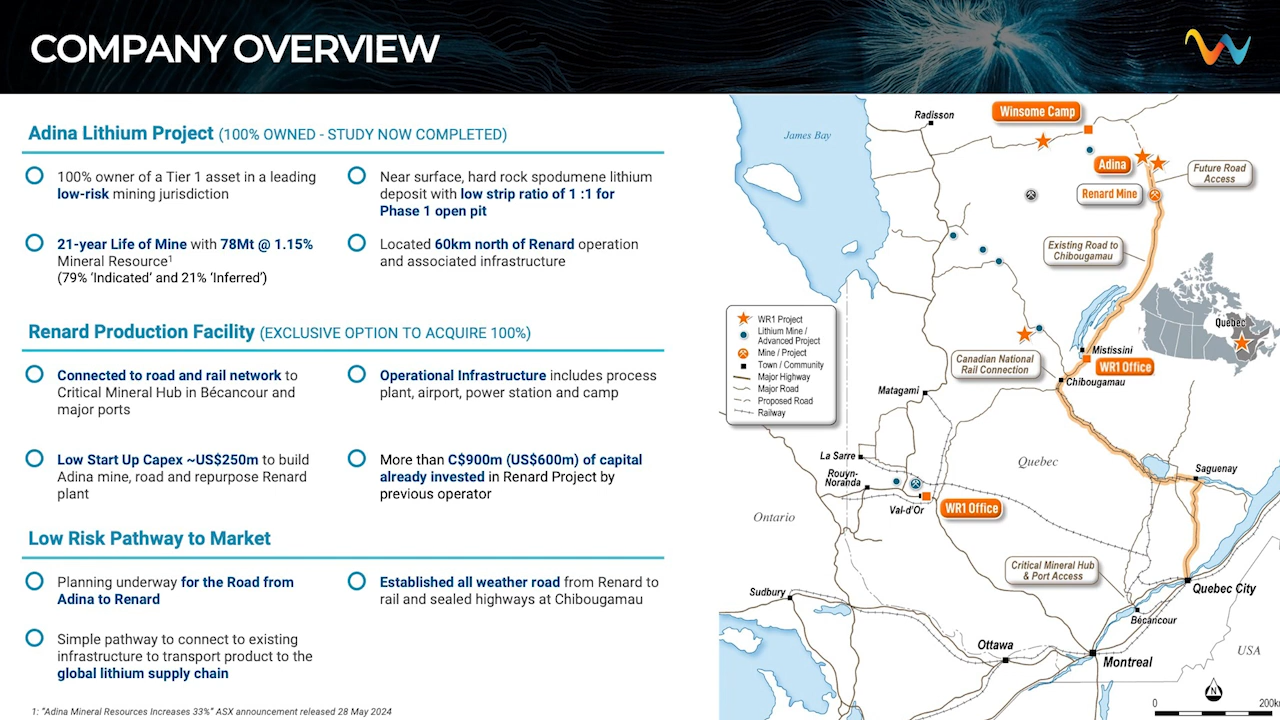 COMPANY OVERVIEW
Adina Lithium Project (100% OWNED - STUDY NOW COMPLETED)
100% owner of a Tier 1 asset in a leading
low-risk mining jurisdiction
Near surface, hard rock spodumene lithium
deposit with low strip ratio of 1 :1 for
Phase 1 open pit
21-year Life of Mine with 78Mt @ 1.15%
Mineral Resource¹
(79% ‘Indicated‘ and 21% ‘Inferred’)
Located 60km north of Renard operation
and associated infrastructure
Renard Production Facility (EXCLUSIVE OPTION TO ACQUIRE 100%)
Connected to road and rail network to
Critical Mineral Hub in Bécancour and
major ports
Operational Infrastructure includes process
plant, airport, power station and camp
Low Start Up Capex ~US$250m to build
Adina mine, road and repurpose Renard
plant
More than C$900m (US$600m) of capital
already invested in Renard Project by
previous operator
Low Risk Pathway to Market
Planning underway for the Road from
Adina to Renard
Established all weather road from Renard to
rail and sealed highways at Chibougamau
Simple pathway to connect to existing
infrastructure to transport product to the
global lithium supply chain
1: “Adina Mineral Resources Increases 33%” ASX announcement released 28 May 2024
James Bay
Radisson
Winsome Camp
Adina
Renard Mine
Future Road
Access
Existing Road to
Chibougamau
Quebec
WR1 Project
Lithium Mine /
Advanced Project
Mine / Project
Town / Community
Major Highway
Major Road
Proposed Road
Railway
Canadian National
Rail Connection
Mistissini
WR1 Office
Chibougamau
Matagami
La Sarre
Rouyn-
Noranda
Val-d’Or
WR1 Office
Quebec
Saguenay
Ontario
Critical Mineral Hub
& Port Access
Sudbury
Quebec City
Bécancour
Ottawa
Montreal
USA
N
0
200k